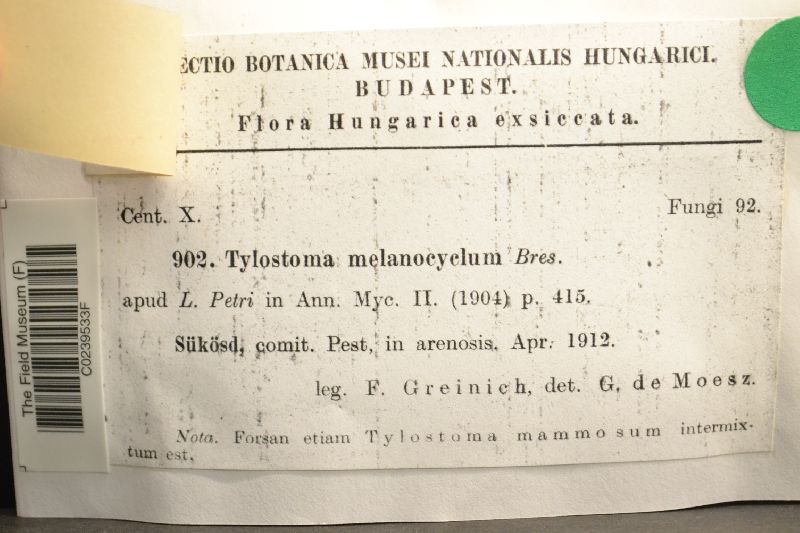 ECTIO BOTANICA MUSEI NATIONALIS HUNGARICI.
BUDAPEST.
Flora Hungarica exsiccata.
Cent. X.
Fungi 92.
902. Tylostoma melanocyclum Bres.
apud L. Petri in Ann. Myc. II. (1904) p. 415.
Sükösd, comit. Pest, in arenosis. Apr. 1912.
leg. F. Greinich, det. G. de Moesz.
Nota. Forsan etiam Tylostoma mammosum intermix-
tum est.
The Field Museum (F)
C0239533F